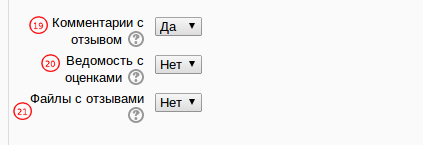 19 Комментарии с Да
отзывом ?
20 Ведомость с Нет
оценками ?
Файлы с отзывами Нет
21 ?